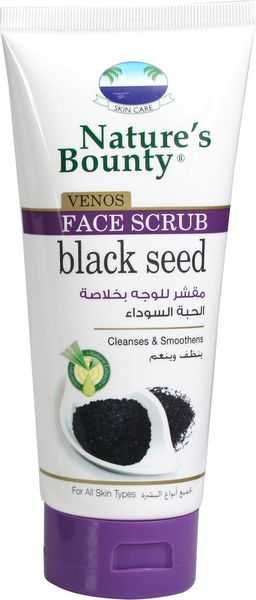 SKIN CARE
Nature's
Bounty®
VENOS
FACE SCRUB
black seed
مقشر للوجه بخلاصة
الحبة السوداء
Cleanses & Smoothens
ينظف وينعم
For All Skin Types جميع أنواع البشرة